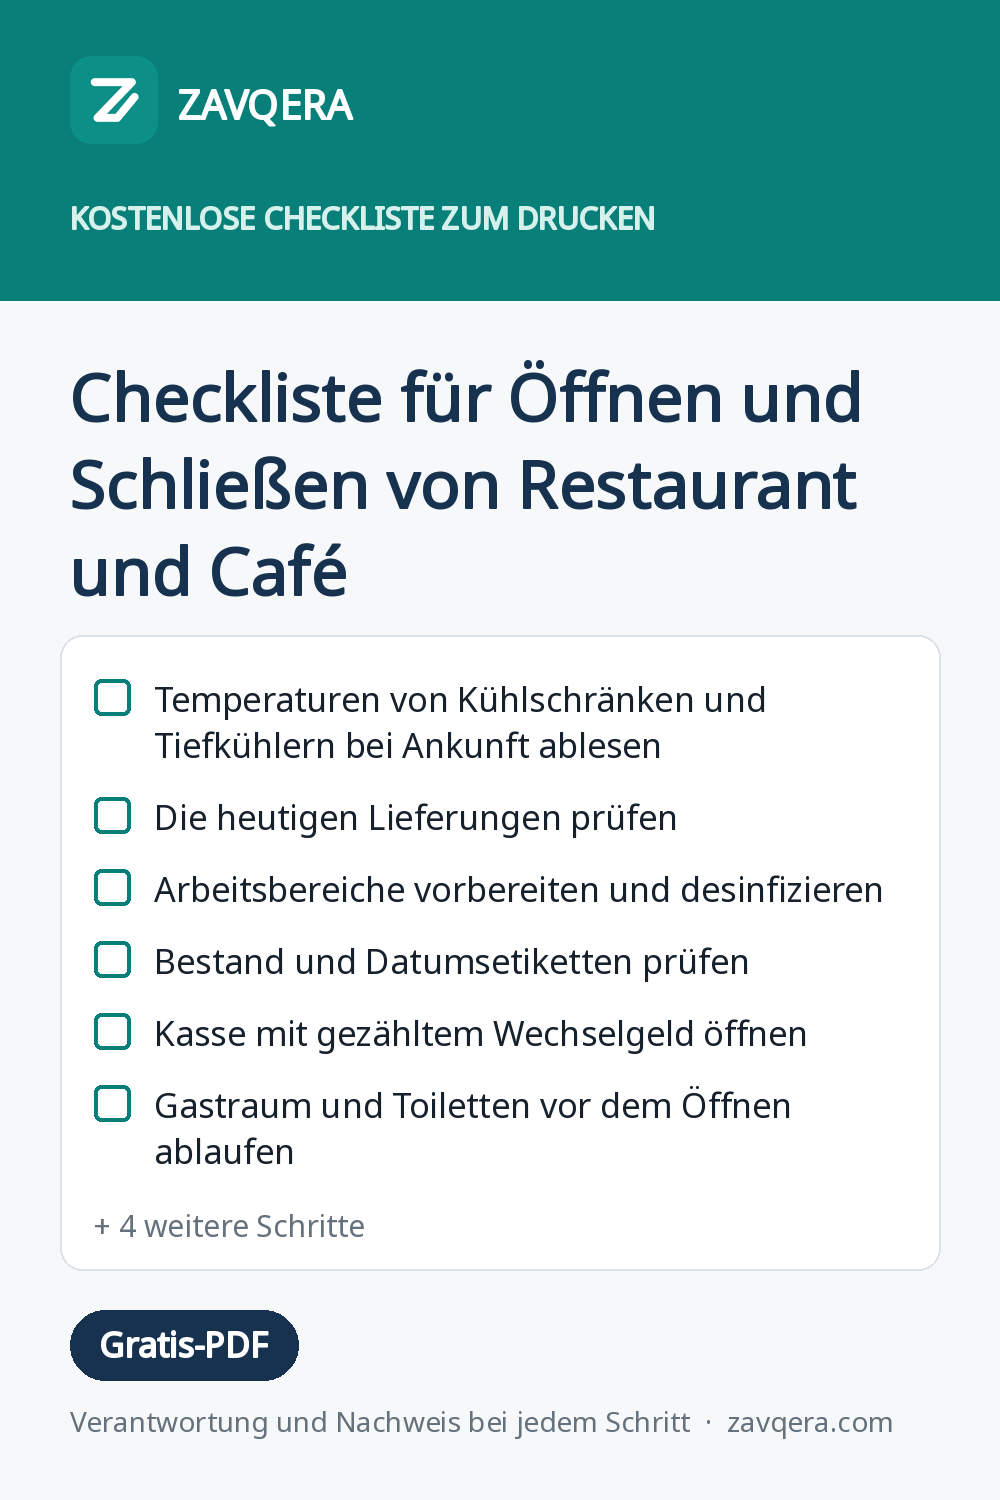 ZAVQERA
KOSTENLOSE CHECKLISTE ZUM DRUCKEN
Checkliste für Öffnen und
Schließen von Restaurant
und Café
Temperaturen von Kühlschränken und
Tiefkühlern bei Ankunft ablesen
Die heutigen Lieferungen prüfen
Arbeitsbereiche vorbereiten und desinfizieren
Bestand und Datumsetiketten prüfen
Kasse mit gezähltem Wechselgeld öffnen
Gastraum und Toiletten vor dem Öffnen
ablaufen
+ 4 weitere Schritte
Gratis-PDF
Verantwortung und Nachweis bei jedem Schritt · zavqera.com